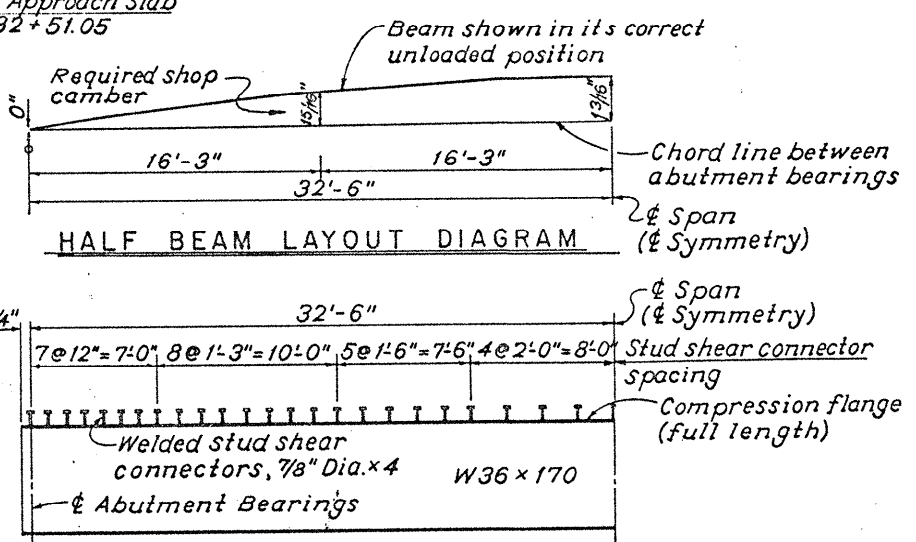 Approach Slab
32+51.05
Beam shown in its correct
unloaded position
Required shop
camber
0"
15/16"
1 3/16"
16'-3"
16'-3"
32'-6"
Chord line between
abutment bearings
℄ Span
(℄ Symmetry)
HALF BEAM LAYOUT DIAGRAM
4"
32'-6"
℄ Span
(℄ Symmetry)
7@12"=7'-0"
8@1'-3"=10'-0"
5@1'-6"=7'-6"
4@2'-0"=8'-0"
Stud shear connector
spacing
Compression flange
(full length)
Welded stud shear
connectors, 7/8" Dia.×4
W36×170
℄ Abutment Bearings